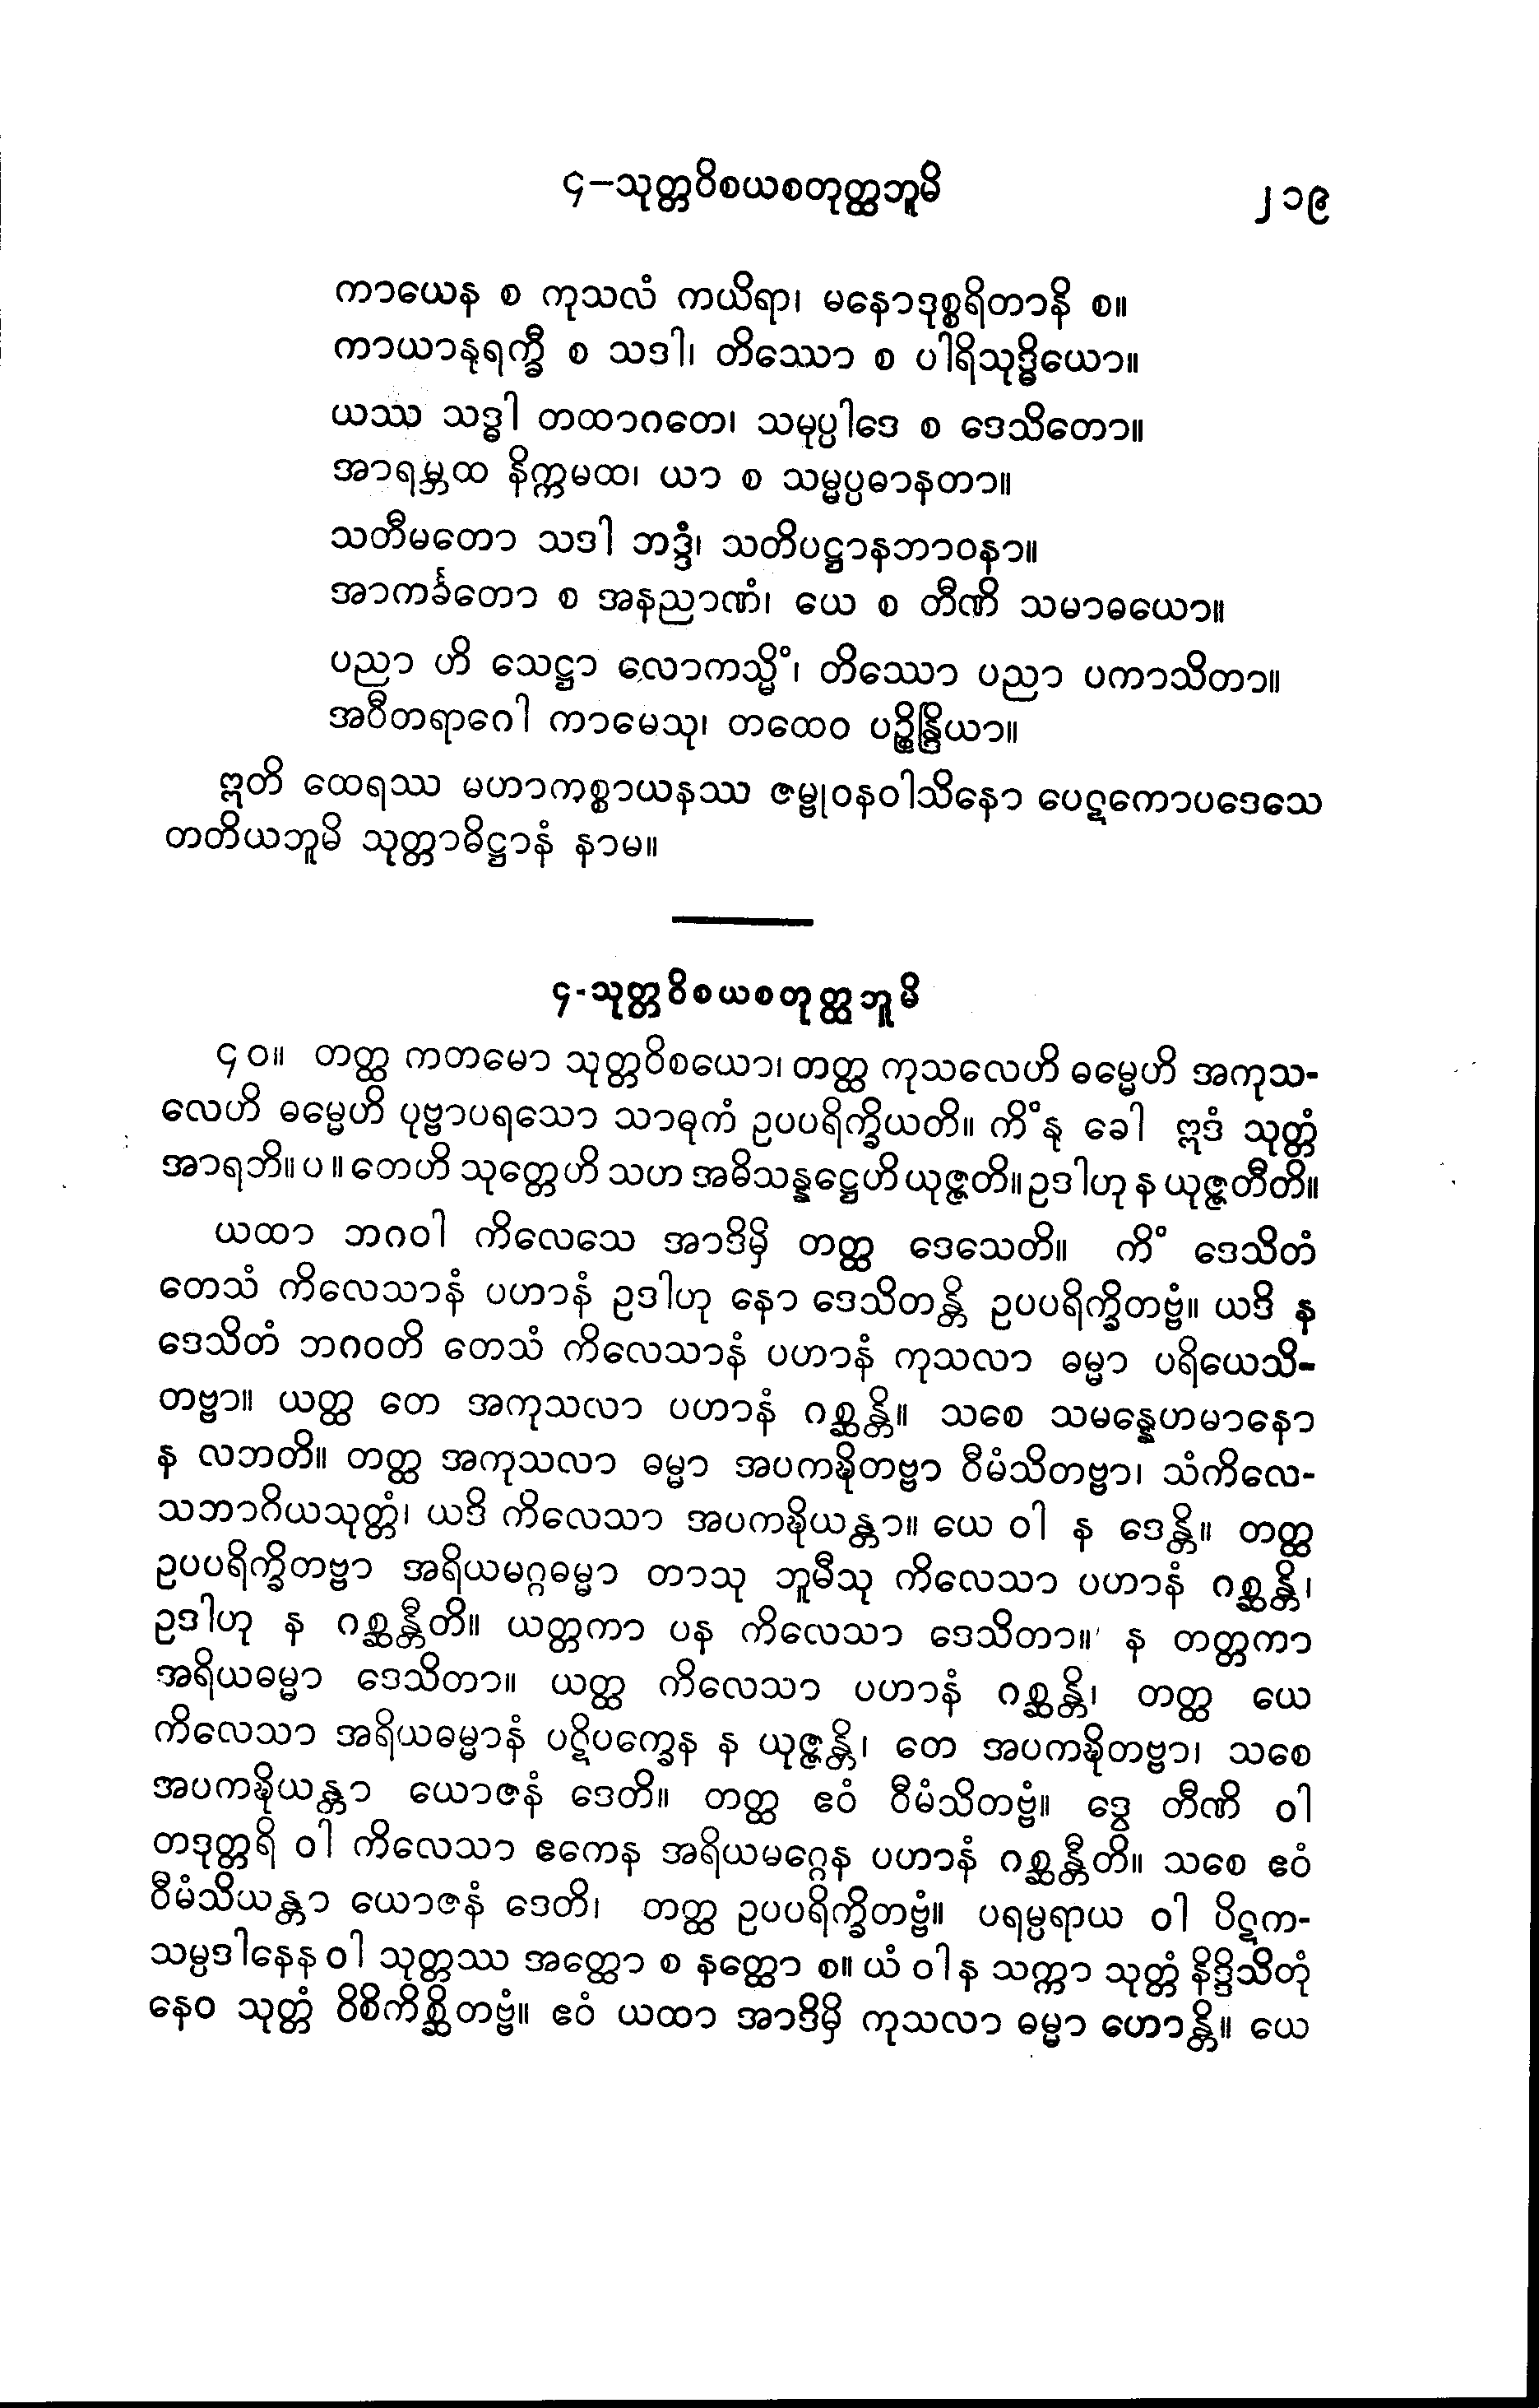 ၄–သုတ္တဝိစယစတုတ္ထဘူမိ ၂၁၉
ကာယေန စ ကုသလံ ကယိရာ၊ မနောဒုစ္စရိတာနိ စ။
ကာယာနုရက္ခီ စ သဒါ၊ တိဿော စ ပါရိသုဒ္ဓိယော။
ယဿ သဒ္ဓါ တထာဂတေ၊ သမုပ္ပါဒေ စ ဒေသိတော။
အာရမ္ဘထ နိက္ကမထ၊ ယာ စ သမ္မပ္ပဓာနတာ။
သတီမတော သဒါ ဘဒ္ဒံ၊ သတိပဋ္ဌာနဘာဝနာ။
အာကင်္ခတော စ အနညာဏံ၊ ယေ စ တီဏိ သမာဓယော။
ပညာ ဟိ သေဋ္ဌာ လောကသ္မိံ၊ တိဿော ပညာ ပကာသိတာ။
အဝီတရာဂေါ ကာမေသု၊ တထေဝ ပဉ္စိန္ဒြိယာ။
ဣတိ ထေရဿ မဟာကစ္စာယနဿ ဇမ္ဗုဝနဝါသိနော ပေဋကောပဒေသေ
တတိယဘူမိ သုတ္တာဓိဋ္ဌာနံ နာမ။
၄-သုတ္တဝိစယစတုတ္ထဘူမိ
၄၀။ တတ္ထ ကတမော သုတ္တဝိစယော၊ တတ္ထ ကုသလေဟိ ဓမ္မေဟိ အကုသ-
လေဟိ ဓမ္မေဟိ ပုဗ္ဗာပရသော သာဓုကံ ဥပပရိက္ခိယတိ။ ကိံ နု ခေါ ဣဒံ သုတ္တံ
အာရဘိ။ ပ ။ တေဟိ သုတ္တေဟိ သဟ အဓိသန္နဋ္ဌေဟိ ယုဇ္ဇတိ။ ဥဒါဟု န ယုဇ္ဇတီတိ။
ယထာ ဘဂဝါ ကိလေသေ အာဒိမှိ တတ္ထ ဒေသေတိ။ ကိံ ဒေသိတံ
တေသံ ကိလေသာနံ ပဟာနံ ဥဒါဟု နော ဒေသိတန္တိ ဥပပရိက္ခိတဗ္ဗံ။ ယဒိ န
ဒေသိတံ ဘဂဝတိ တေသံ ကိလေသာနံ ပဟာနံ ကုသလာ ဓမ္မာ ပရိယေသိ-
တဗ္ဗာ။ ယတ္ထ တေ အကုသလာ ပဟာနံ ဂစ္ဆန္တိ။ သစေ သမန္နေဟမာနော
န လဘတိ။ တတ္ထ အကုသလာ ဓမ္မာ အပကဍ္ဎိတဗ္ဗာ ဝီမံသိတဗ္ဗာ၊ သံကိလေ-
သဘာဂိယသုတ္တံ၊ ယဒိ ကိလေသာ အပကဍ္ဎိယန္တာ။ ယေ ဝါ န ဒေန္တိ။ တတ္ထ
ဥပပရိက္ခိတဗ္ဗာ အရိယမဂ္ဂဓမ္မာ တာသု ဘူမီသု ကိလေသာ ပဟာနံ ဂစ္ဆန္တိ၊
ဥဒါဟု န ဂစ္ဆန္တီတိ။ ယတ္တကာ ပန ကိလေသာ ဒေသိတာ။ န တတ္တကာ
အရိယဓမ္မာ ဒေသိတာ။ ယတ္ထ ကိလေသာ ပဟာနံ ဂစ္ဆန္တိ၊ တတ္ထ ယေ
ကိလေသာ အရိယဓမ္မာနံ ပဋိပက္ခေန န ယုဇ္ဇန္တိ၊ တေ အပကဍ္ဎိတဗ္ဗာ၊ သစေ
အပကဍ္ဎိယန္တာ ယောဇနံ ဒေတိ။ တတ္ထ ဧဝံ ဝီမံသိတဗ္ဗံ။ ဒွေ တီဏိ ဝါ
တဒုတ္တရိ ဝါ ကိလေသာ ဧကေန အရိယမဂ္ဂေန ပဟာနံ ဂစ္ဆန္တီတိ။ သစေ ဧဝံ
ဝီမံသိယန္တာ ယောဇနံ ဒေတိ၊ တတ္ထ ဥပပရိက္ခိတဗ္ဗံ။ ပရမ္ပရာယ ဝါ ပိဋက-
သမ္ပဒါနေန ဝါ သုတ္တဿ အတ္ထော စ နတ္ထော စ။ ယံ ဝါ န သက္ကာ သုတ္တံ နိဒ္ဒိသိတုံ
နေဝ သုတ္တံ ဝိစိကိစ္ဆိတဗ္ဗံ။ ဧဝံ ယထာ အာဒိမှိ ကုသလာ ဓမ္မာ ဟောန္တိ။ ယေ